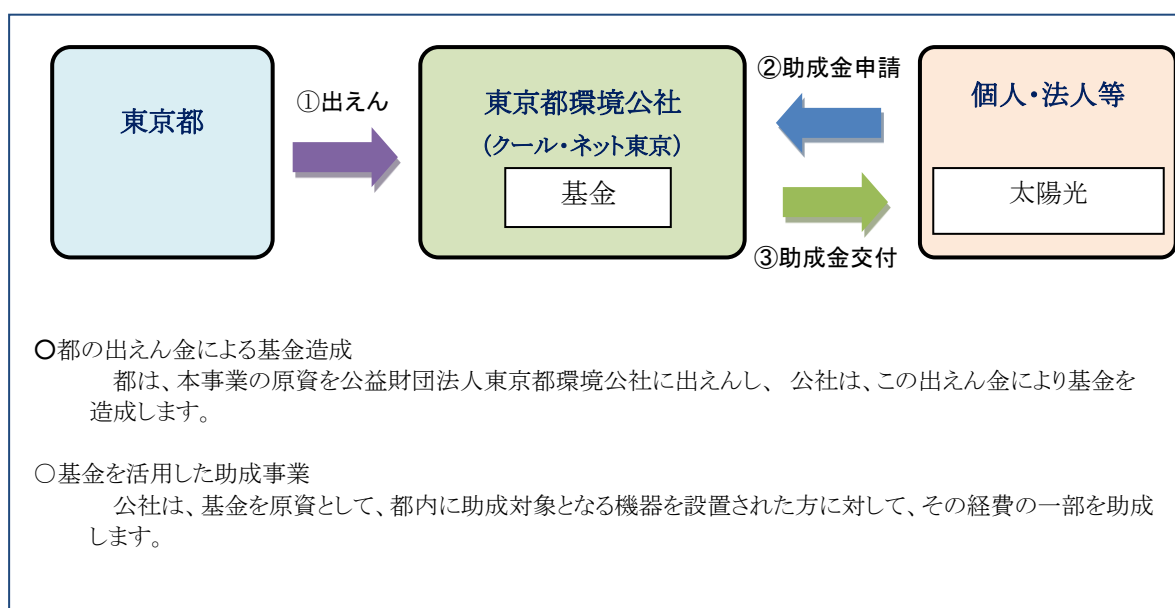 東京都
①出えん
東京都環境公社
(クール・ネット東京)
基金
②助成金申請
③助成金交付
個人・法人等
太陽光
○都の出えん金による基金造成
都は、本事業の原資を公益財団法人東京都環境公社に出えんし、 公社は、この出えん金により基金を
造成します。
○基金を活用した助成事業
公社は、基金を原資として、都内に助成対象となる機器を設置された方に対して、その経費の一部を助成
します。